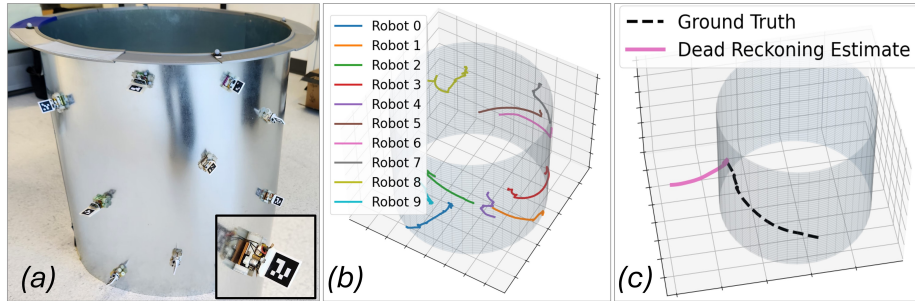 (a)
Robot 0
Robot 1
Robot 2
Robot 3
Robot 4
Robot 5
Robot 6
Robot 7
Robot 8
Robot 9
(b)
Ground Truth
Dead Reckoning Estimate
(c)